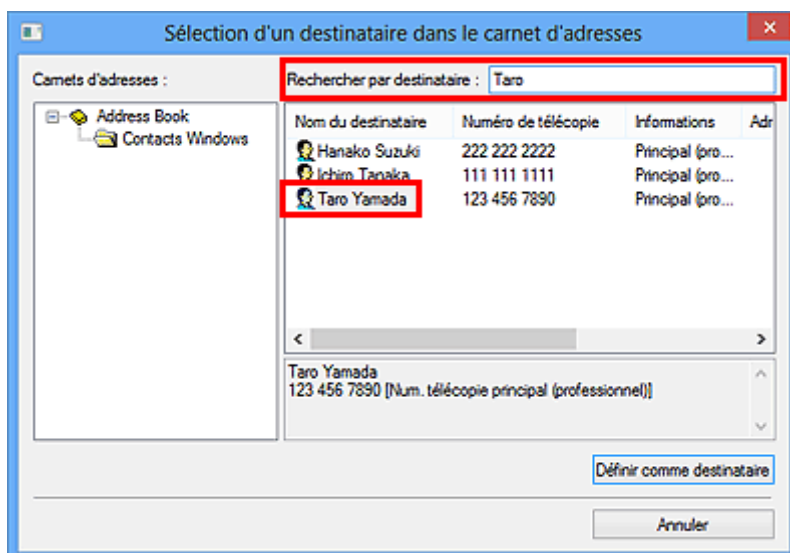 Sélection d'un destinataire dans le carnet d'adresses
Carnets d'adresses :
Rechercher par destinataire : Taro
Address Book
Contacts Windows
Nom du destinataire Numéro de télécopie Informations Adr
Hanako Suzuki 222 222 2222 Principal (pro...
Ichiro Tanaka 111 111 1111 Principal (pro...
Taro Yamada 123 456 7890 Principal (pro...
Taro Yamada
123 456 7890 [Num. télécopie principal (professionnel)]
Définir comme destinataire
Annuler